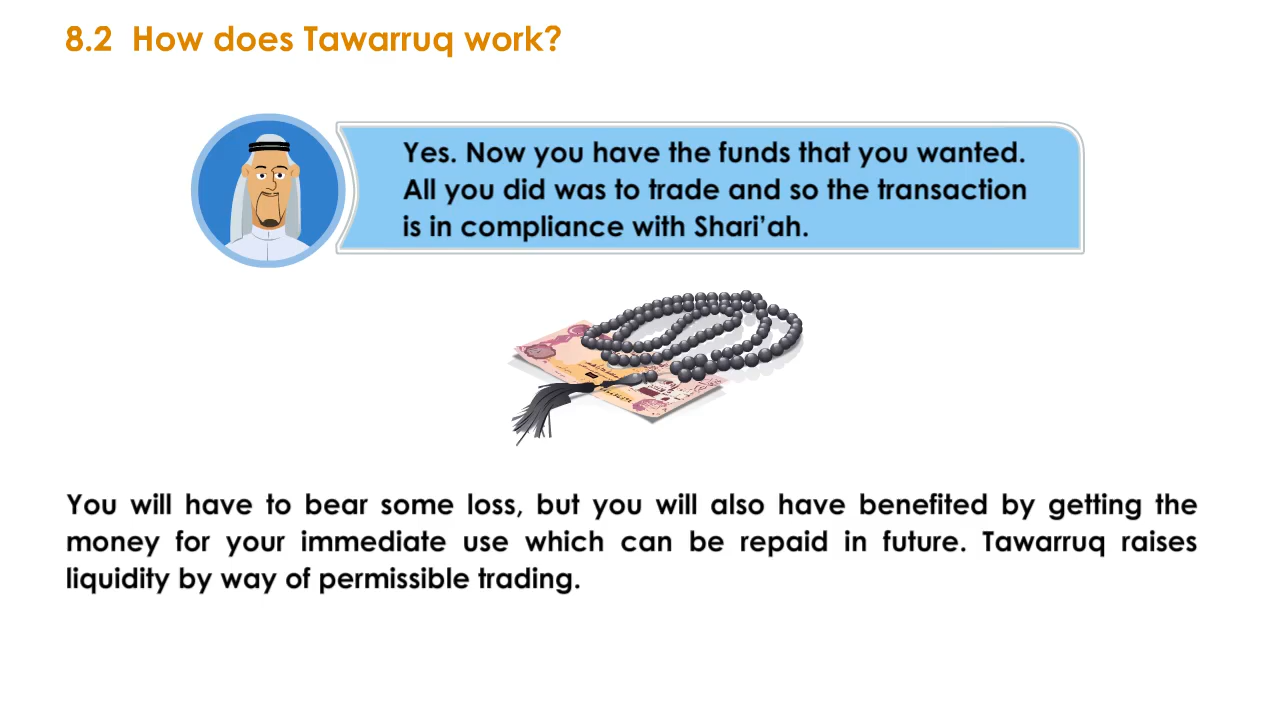 8.2 How does Tawarruq work?
Yes. Now you have the funds that you wanted.
All you did was to trade and so the transaction
is in compliance with Shari’ah.
You will have to bear some loss, but you will also have benefited by getting the
money for your immediate use which can be repaid in future. Tawarruq raises
liquidity by way of permissible trading.